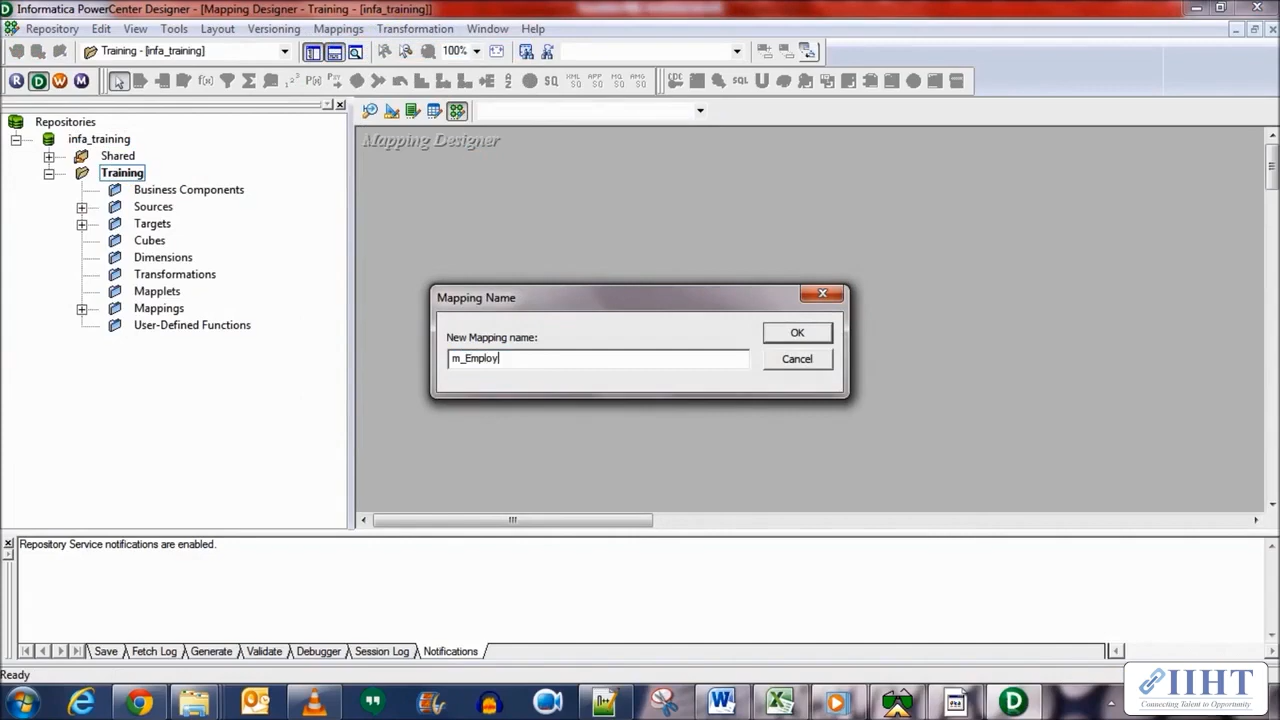 Informatica PowerCenter Designer - [Mapping Designer - Training - [infa_training]]
Repository Edit View Tools Layout Versioning Mappings Transformation Window Help
Training - [infa_training]
100%
Mapping Designer
Repositories
infa_training
Shared
Training
Business Components
Sources
Targets
Cubes
Dimensions
Transformations
Mapplets
Mappings
User-Defined Functions
Mapping Name
New Mapping name:
m_Employ
OK
Cancel
Repository Service notifications are enabled.
Save Fetch Log Generate Validate Debugger Session Log Notifications
Ready
IIHT
Connecting Talent to Opportunity